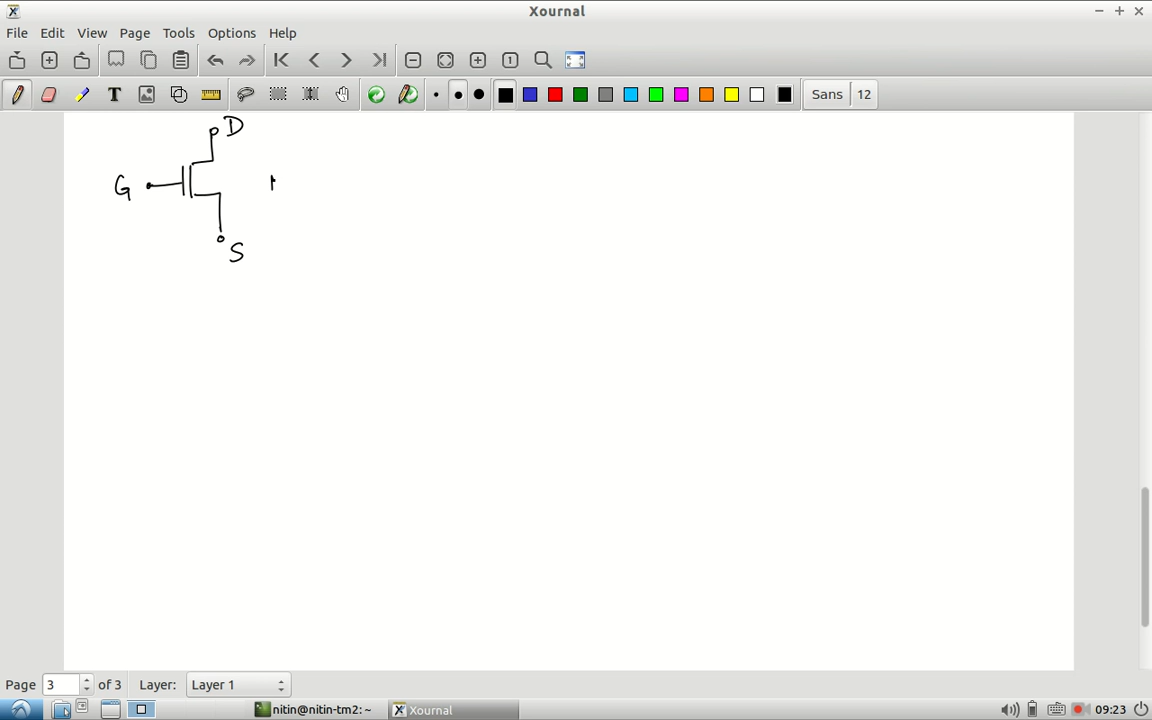 Xournal
File Edit View Page Tools Options Help
Sans 12
D
G
S
Page 3 of 3 Layer: Layer 1
nitin@nitin-tm2: ~ Xournal 09:23